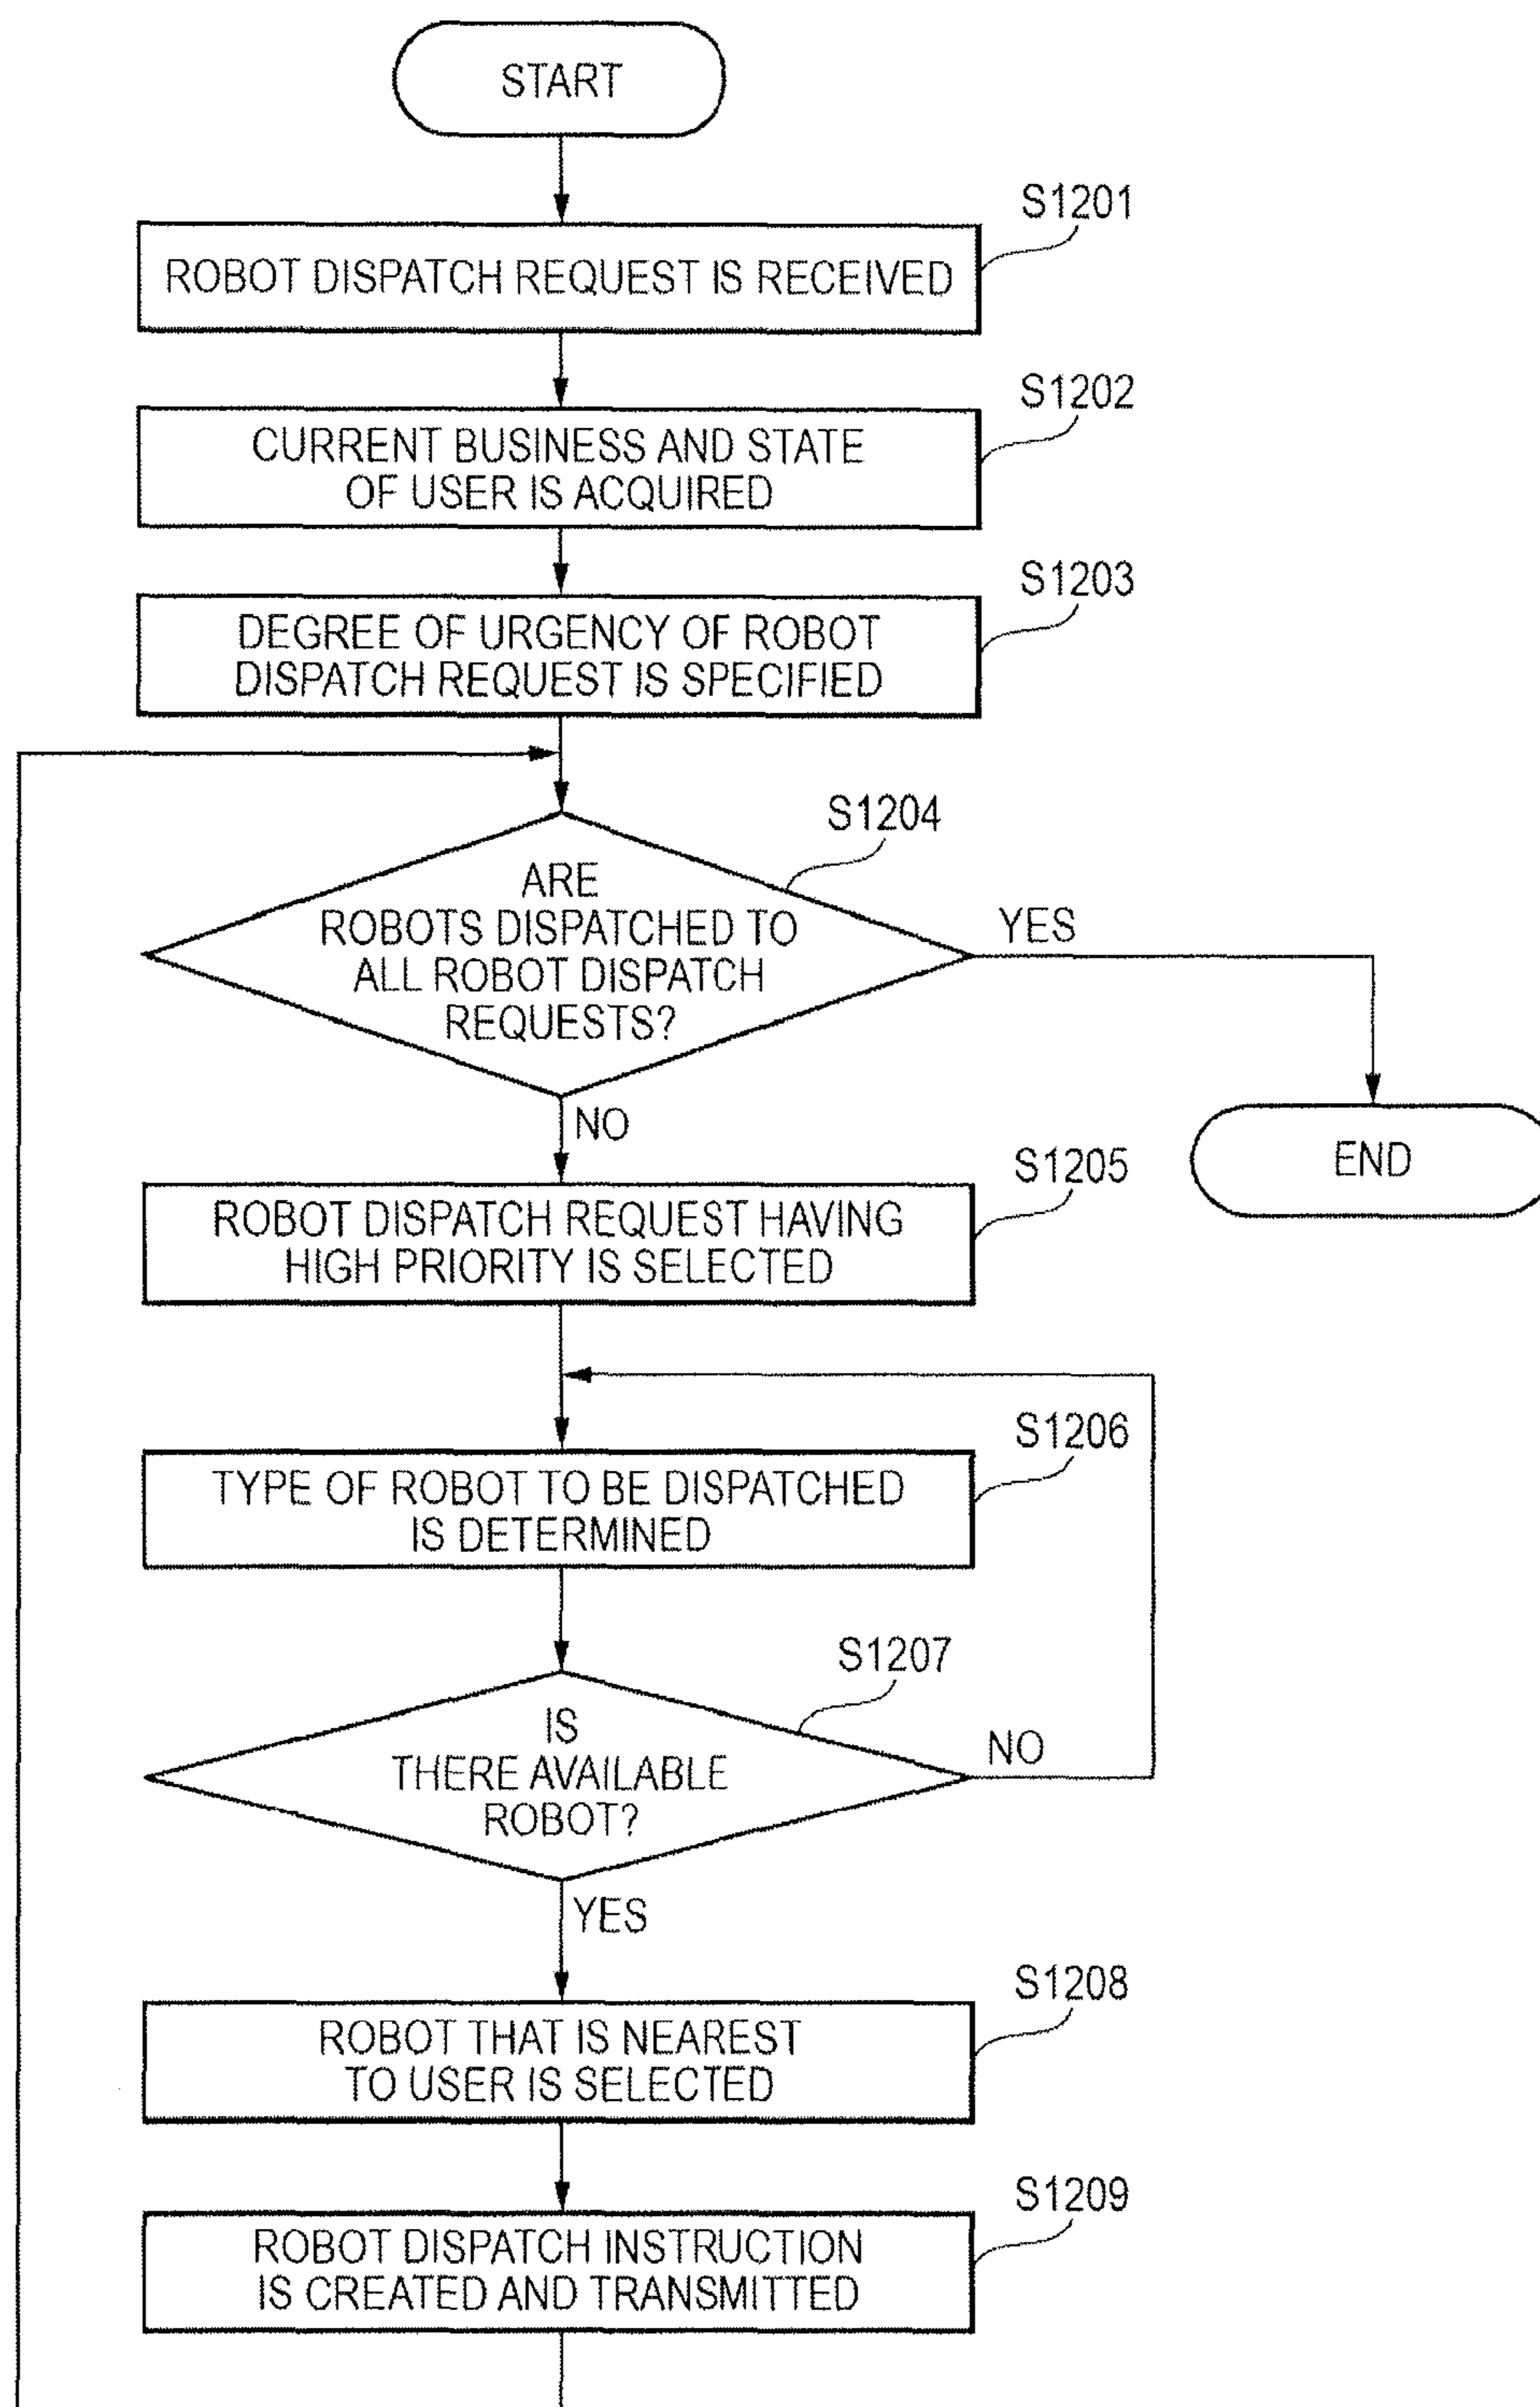 START
S1201
ROBOT DISPATCH REQUEST IS RECEIVED
S1202
CURRENT BUSINESS AND STATE
OF USER IS ACQUIRED
S1203
DEGREE OF URGENCY OF ROBOT
DISPATCH REQUEST IS SPECIFIED
S1204
ARE
ROBOTS DISPATCHED TO
ALL ROBOT DISPATCH
REQUESTS?
YES
NO
END
S1205
ROBOT DISPATCH REQUEST HAVING
HIGH PRIORITY IS SELECTED
S1206
TYPE OF ROBOT TO BE DISPATCHED
IS DETERMINED
S1207
IS
THERE AVAILABLE
ROBOT?
NO
YES
S1208
ROBOT THAT IS NEAREST
TO USER IS SELECTED
S1209
ROBOT DISPATCH INSTRUCTION
IS CREATED AND TRANSMITTED